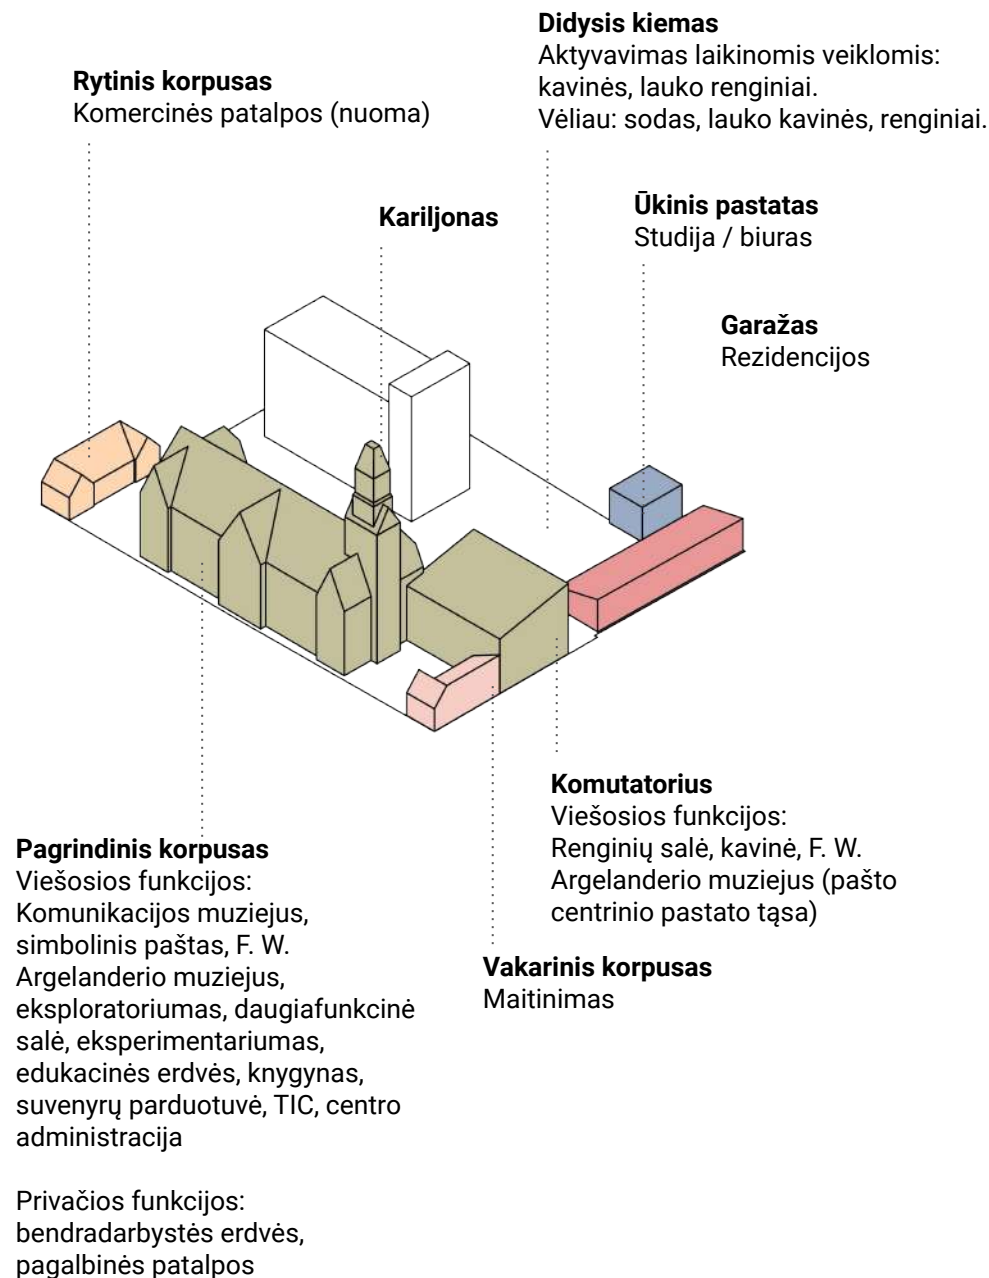 Didysis kiemas
Aktyvavimas laikinomis veiklomis:
kavinės, lauko renginiai.
Vėliau: sodas, lauko kavinės, renginiai.
Rytinis korpusas
Komercinės patalpos (nuoma)
Kariljonas
Ūkinis pastatas
Studija / biuras
Garažas
Rezidencijos
Komutatorius
Viešosios funkcijos:
Renginių salė, kavinė, F. W.
Argelanderio muziejus (pašto
centrinio pastato tąsa)
Vakarinis korpusas
Maitinimas
Pagrindinis korpusas
Viešosios funkcijos:
Komunikacijos muziejus,
simbolinis paštas, F. W.
Argelanderio muziejus,
eksploratoriumas, daugiafunkcinė
salė, eksperimentariumas,
edukacinės erdvės, knygynas,
suvenyrų parduotuvė, TIC, centro
administracija
Privačios funkcijos:
bendradarbystės erdvės,
pagalbinės patalpos